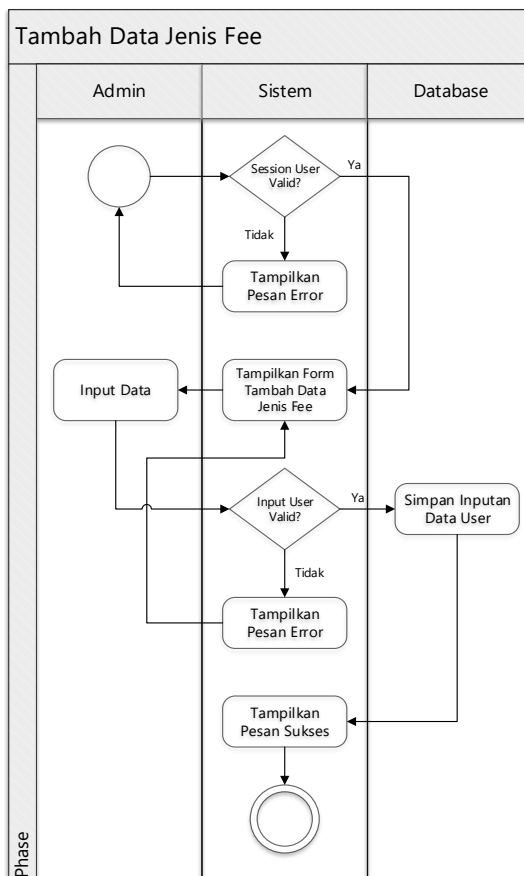 Tambah Data Jenis Fee
Admin
Sistem
Database
Session User
Valid?
Ya
Tidak
Tampilkan
Pesan Error
Input Data
Tampilkan Form
Tambah Data
Jenis Fee
Input User
Valid?
Ya
Simpan Inputan
Data User
Tidak
Tampilkan
Pesan Error
Tampilkan
Pesan Sukses
Phase